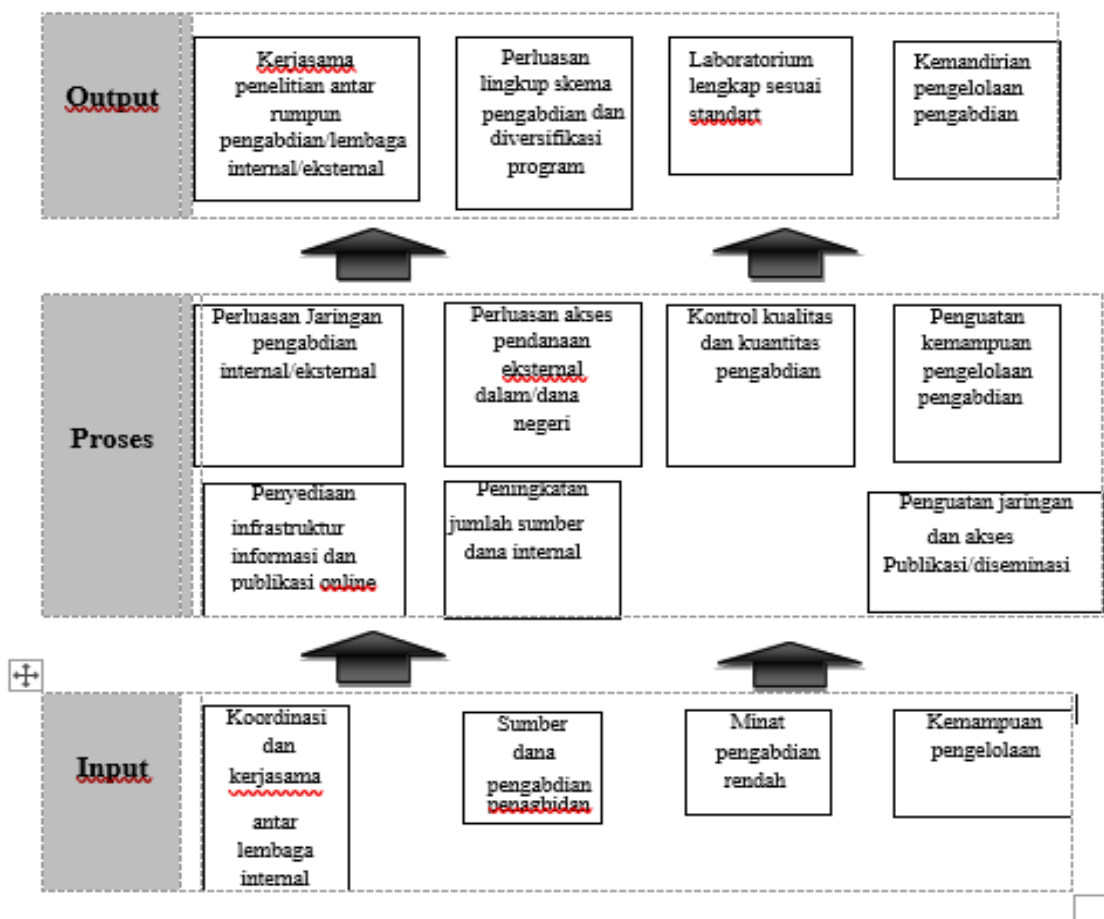 Output
Kerjasama
penelitian antar
rumpun
pengabdian/lembaga
internal/eksternal
Perluasan
lingkup skema
pengabdian dan
diversifikasi
program
Laboratorium
lengkap sesuai
standart
Kemandirian
pengelolaan
pengabdian
Proses
Perluasan Jaringan
pengabdian
internal/eksternal
Perluasan akses
pendanaan
eksternal
dalam/dana
negeri
Kontrol kualitas
dan kuantitas
pengabdian
Penguatan
kemampuan
pengelolaan
pengabdian
Penyediaan
infrastruktur
informasi dan
publikasi online
Peningkatan
jumlah sumber
dana internal
Penguatan jaringan
dan akses
Publikasi/diseminasi
Input
Koordinasi
dan
kerjasama
antar
lembaga
internal
Sumber
dana
pengabdian
penagbidan
Minat
pengabdian
rendah
Kemampuan
pengelolaan